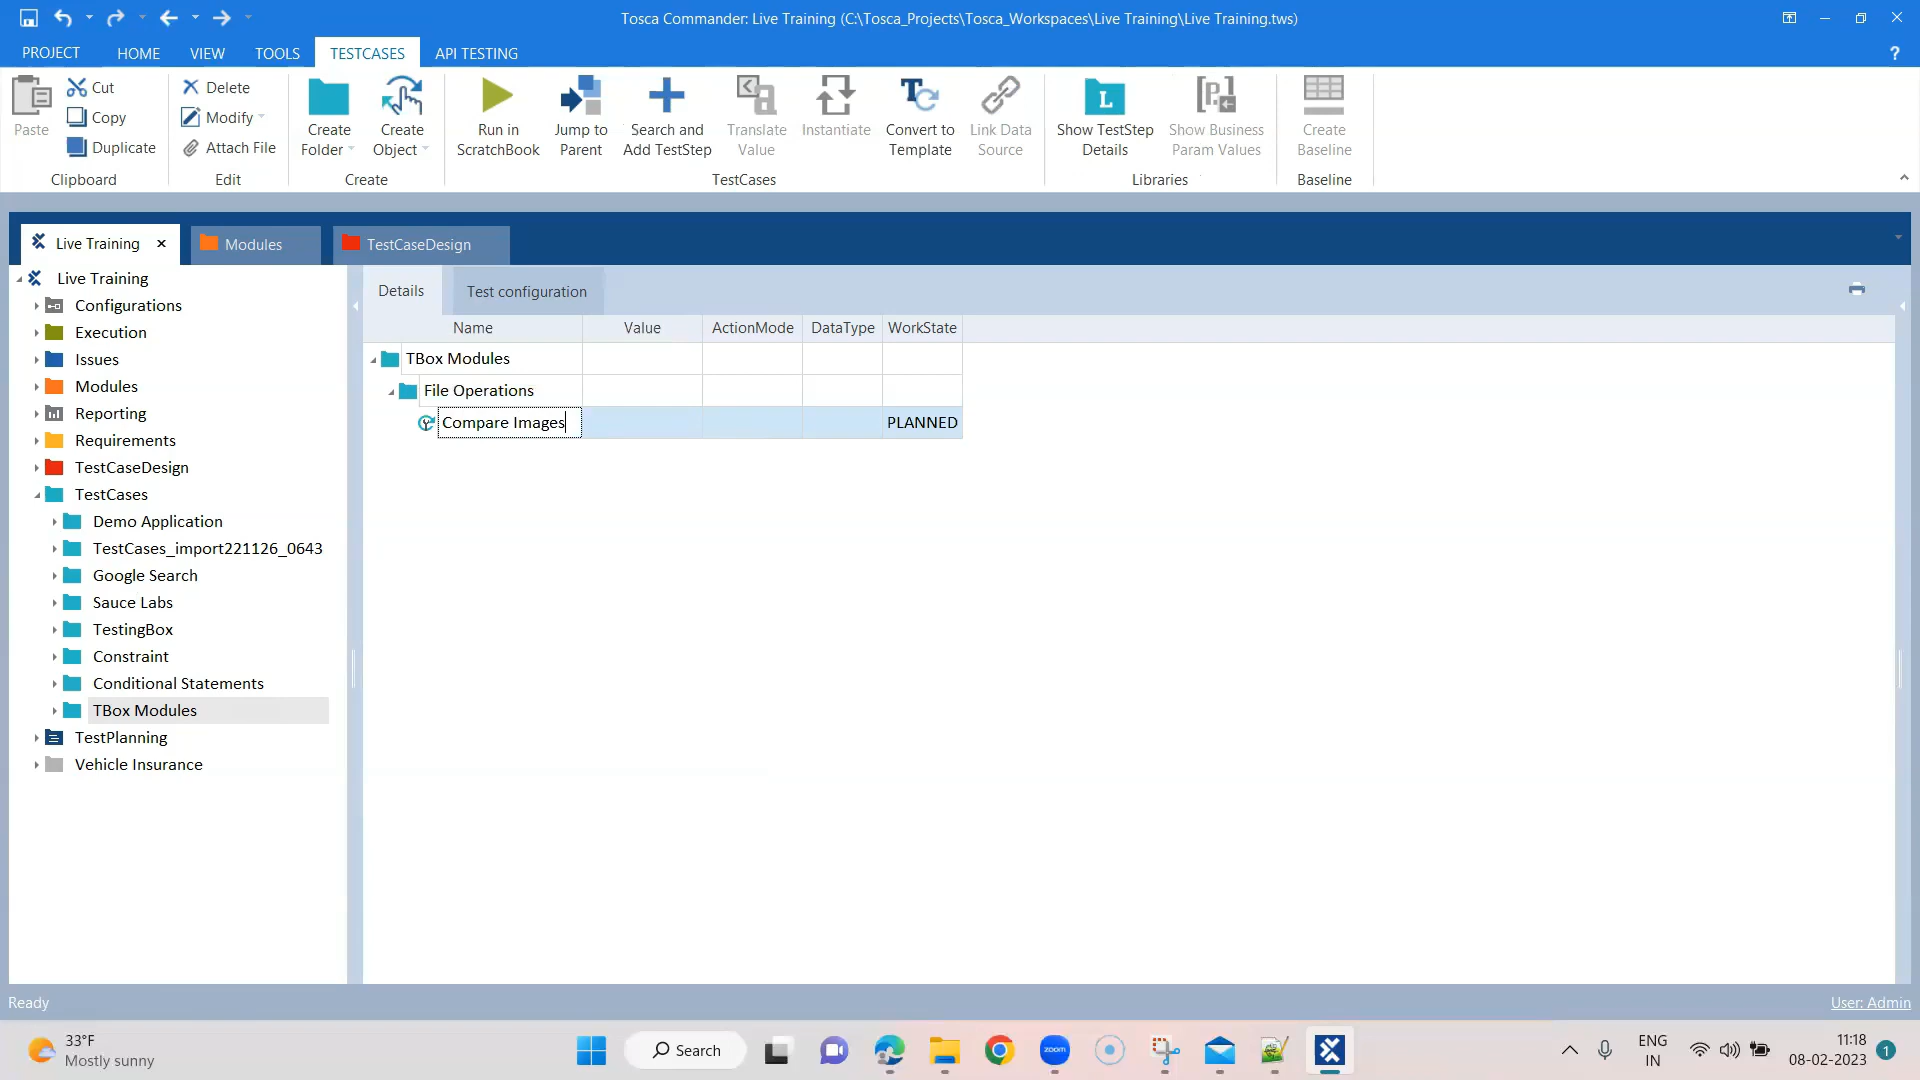 Tosca Commander: Live Training (C:\Tosca_Projects\Tosca_Workspaces\Live Training\Live Training.tws)
PROJECT HOME VIEW TOOLS TESTCASES API TESTING ?
Paste
Cut
Copy
Duplicate
Clipboard
Delete
Modify
Attach File
Edit
Create Folder
Create Object
Create
Run in ScratchBook
Jump to Parent
Search and Add TestStep
Translate Value
Instantiate
Convert to Template
Link Data Source
TestCases
Show TestStep Details
Show Business Param Values
Libraries
Create Baseline
Baseline
Live Training
Modules
TestCaseDesign
Live Training
Configurations
Execution
Issues
Modules
Reporting
Requirements
TestCaseDesign
TestCases
Demo Application
TestCases_import221126_0643
Google Search
Sauce Labs
TestingBox
Constraint
Conditional Statements
TBox Modules
TestPlanning
Vehicle Insurance
Details Test configuration
Name Value ActionMode DataType WorkState
TBox Modules
File Operations
Compare Images PLANNED
Ready
User: Admin
33°F
Mostly sunny
Search
zoom
ENG
IN
11:18
08-02-2023
1